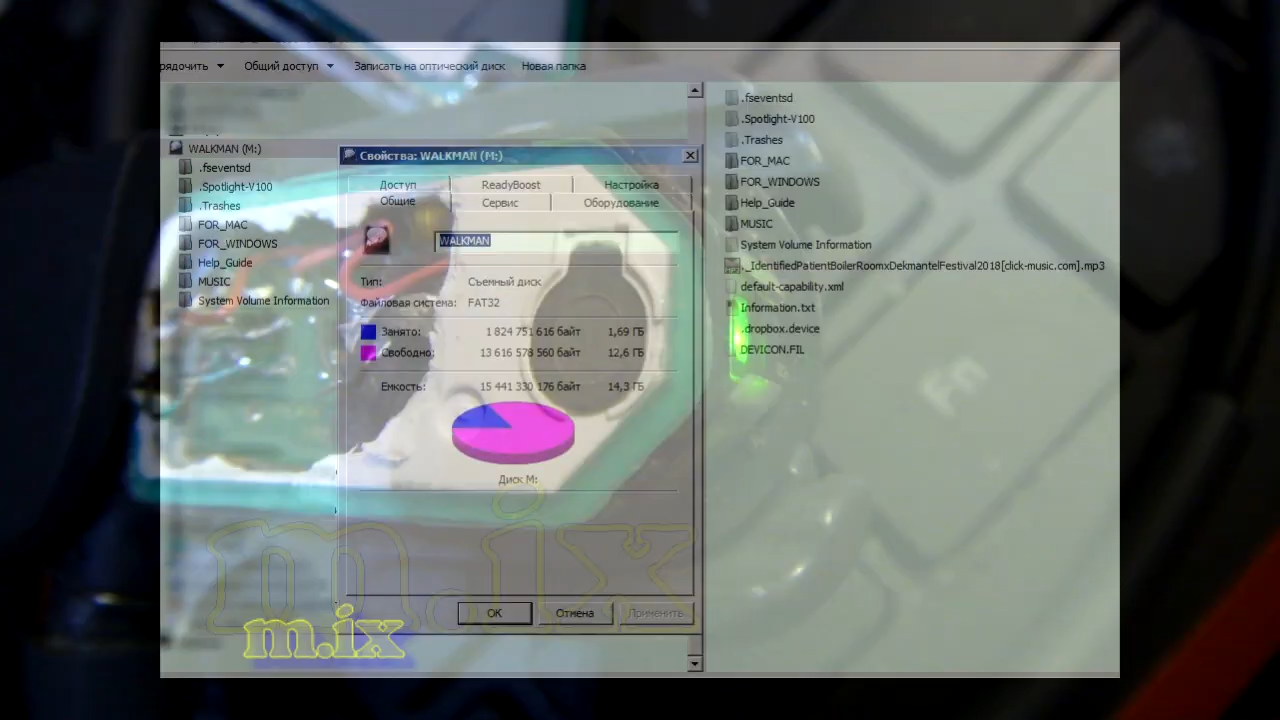 рядочить Общий доступ Записать на оптический диск Новая папка
WALKMAN (M:)
.fseventsd
.Spotlight-V100
.Trashes
FOR_MAC
FOR_WINDOWS
Help_Guide
MUSIC
System Volume Information
Свойства: WALKMAN (M:)
Доступ ReadyBoost Настройка
Общие Сервис Оборудование
WALKMAN
Тип: Съемный диск
Файловая система: FAT32
Занято: 1 824 751 616 байт 1,69 ГБ
Свободно: 13 616 578 560 байт 12,6 ГБ
Емкость: 15 441 330 176 байт 14,3 ГБ
Диск M:
OK Отмена Применить
.fseventsd
.Spotlight-V100
.Trashes
FOR_MAC
FOR_WINDOWS
Help_Guide
MUSIC
System Volume Information
._IdentifiedPatientBoilerRoomxDekmantelFestival2018[click-music.com].mp3
default-capability.xml
Information.txt
.dropbox.device
DEVICON.FIL
Fn
m.ix
m.ix